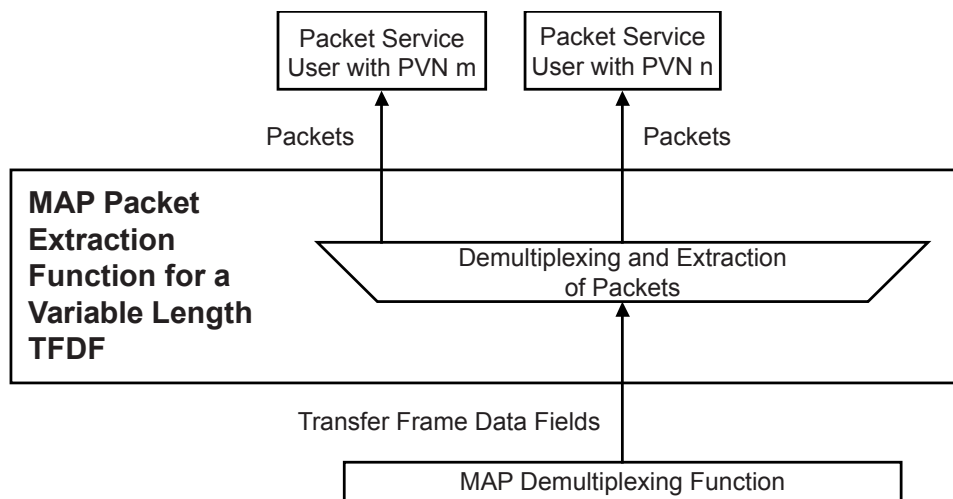 Packet Service
User with PVN m
Packet Service
User with PVN n
Packets
Packets
MAP Packet
Extraction
Function for a
Variable Length
TFDF
Demultiplexing and Extraction
of Packets
Transfer Frame Data Fields
MAP Demultiplexing Function